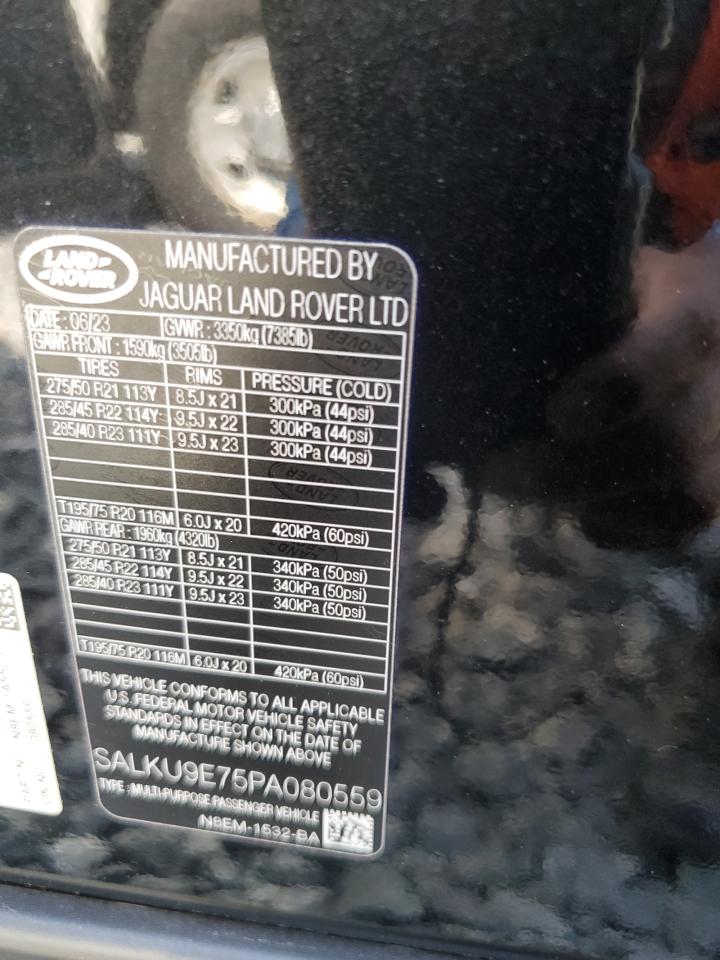 LAND ROVER
MANUFACTURED BY
JAGUAR LAND ROVER LTD
DATE : 06/23 GVWR : 3350kg (7385lb)
GAWR FRONT : 1590kg (3505lb)
TIRES RIMS PRESSURE (COLD)
275/50 R21 113Y 8.5J x 21 300kPa (44psi)
285/45 R22 114Y 9.5J x 22 300kPa (44psi)
285/40 R23 111Y 9.5J x 23 300kPa (44psi)
T195/75 R20 116M 6.0J x 20 420kPa (60psi)
GAWR REAR : 1960kg (4320lb)
275/50 R21 113Y 8.5J x 21 340kPa (50psi)
285/45 R22 114Y 9.5J x 22 340kPa (50psi)
285/40 R23 111Y 9.5J x 23 340kPa (50psi)
T195/75 R20 116M 6.0J x 20 420kPa (60psi)
THIS VEHICLE CONFORMS TO ALL APPLICABLE
U.S. FEDERAL MOTOR VEHICLE SAFETY
STANDARDS IN EFFECT ON THE DATE OF
MANUFACTURE SHOWN ABOVE
SALKU9E75PA080559
TYPE : MULTI-PURPOSE PASSENGER VEHICLE
N8EM-1532-BA